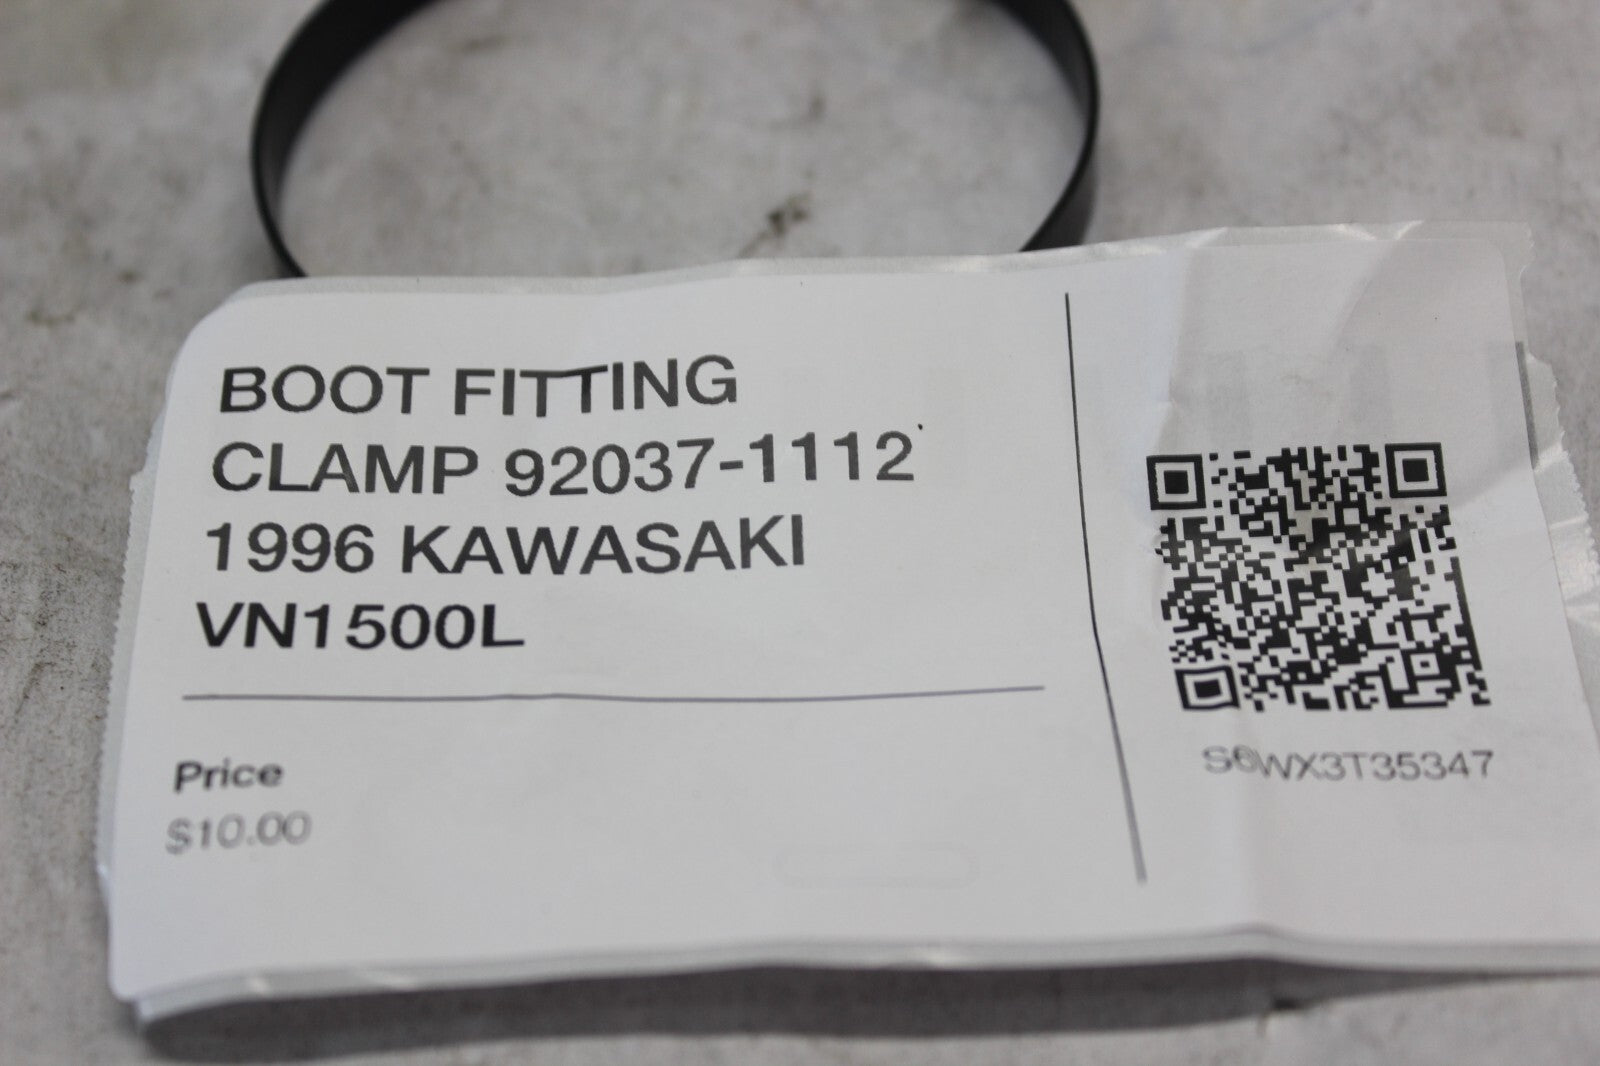 BOOT FITTING
CLAMP 92037-1112
1996 KAWASAKI
VN1500L
Price
$10.00
S6WX3T35347